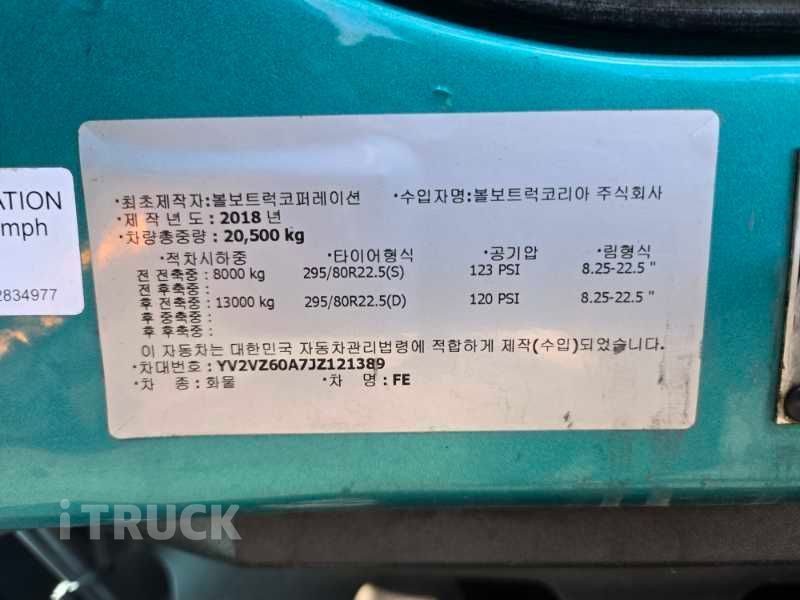 ATION
mph
2834977
·최초제작자:볼보트럭코퍼레이션 ·수입자명:볼보트럭코리아 주식회사
·제 작 년 도 : 2018 년
·차량총중량 : 20,500 kg
·적차시하중 ·타이어형식 ·공기압 ·림형식
전 전축중 : 8000 kg 295/80R22.5(S) 123 PSI 8.25-22.5 "
전 후축중 :
후 전축중 : 13000 kg 295/80R22.5(D) 120 PSI 8.25-22.5 "
후 중축중 :
후 후축중 :
이 자동차는 대한민국 자동차관리법령에 적합하게 제작(수입)되었습니다.
·차대번호 : YV2VZ60A7JZ121389
·차 종 : 화물 ·차 명 : FE
iTRUCK